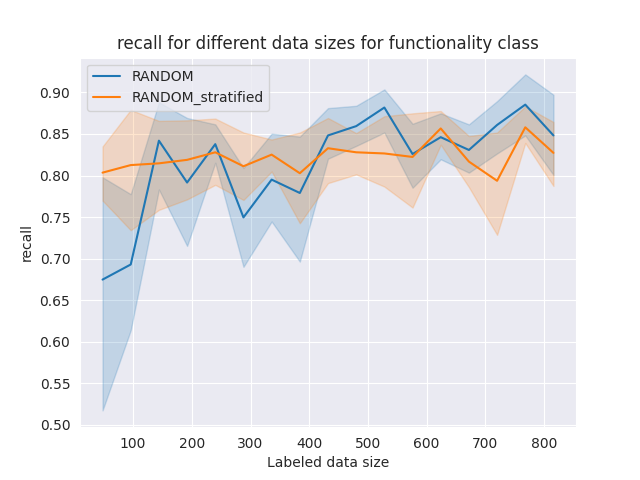 recall for different data sizes for functionality class
RANDOM
RANDOM_stratified
0.90
0.85
0.80
0.75
0.70
0.65
0.60
0.55
0.50
recall
100 200 300 400 500 600 700 800
Labeled data size